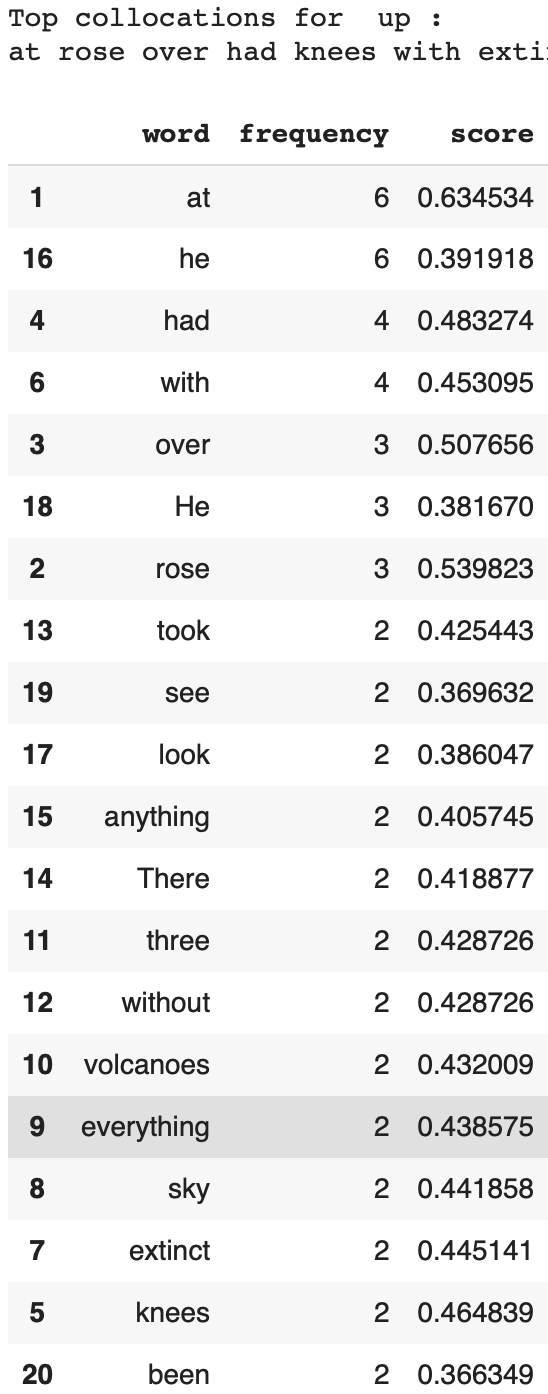 Top collocations for  up :
at rose over had knees with exti
word frequency score
1 at 6 0.634534
16 he 6 0.391918
4 had 4 0.483274
6 with 4 0.453095
3 over 3 0.507656
18 He 3 0.381670
2 rose 3 0.539823
13 took 2 0.425443
19 see 2 0.369632
17 look 2 0.386047
15 anything 2 0.405745
14 There 2 0.418877
11 three 2 0.428726
12 without 2 0.428726
10 volcanoes 2 0.432009
9 everything 2 0.438575
8 sky 2 0.441858
7 extinct 2 0.445141
5 knees 2 0.464839
20 been 2 0.366349